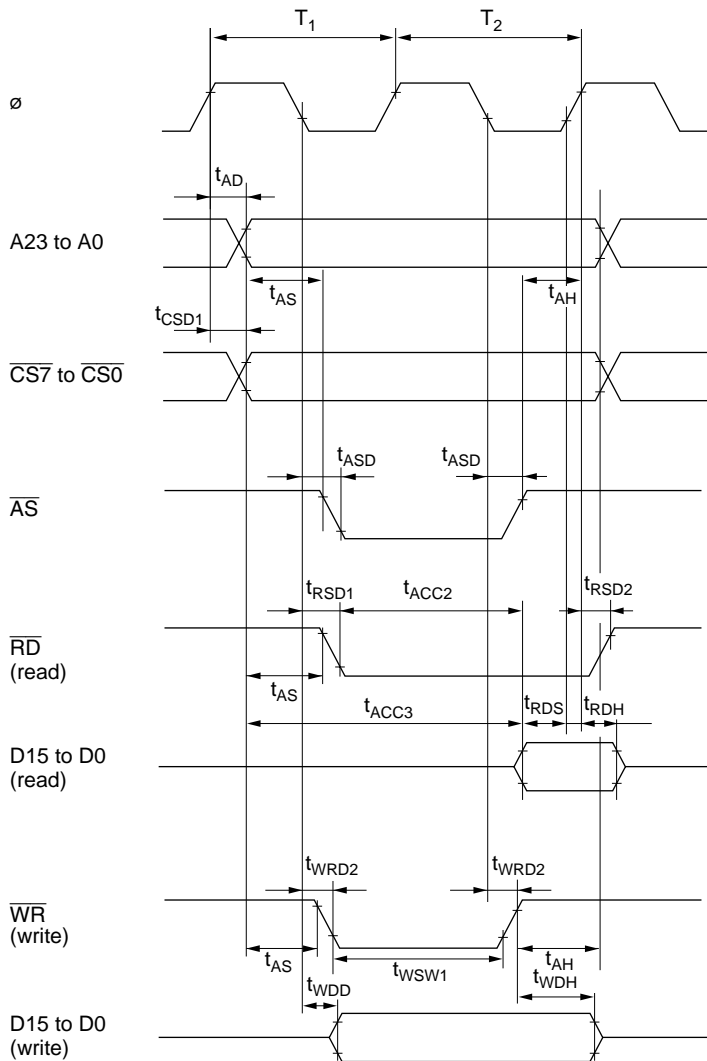 T1 T2
ø
tAD
A23 to A0
tAS tAH
tCSD1
CS7 to CS0
tASD tASD
AS
tRSD1 tACC2 tRSD2
RD
(read)
tAS
tACC3 tRDS tRDH
D15 to D0
(read)
tWRD2 tWRD2
WR
(write)
tAS tWSW1 tAH
tWDD tWDH
D15 to D0
(write)